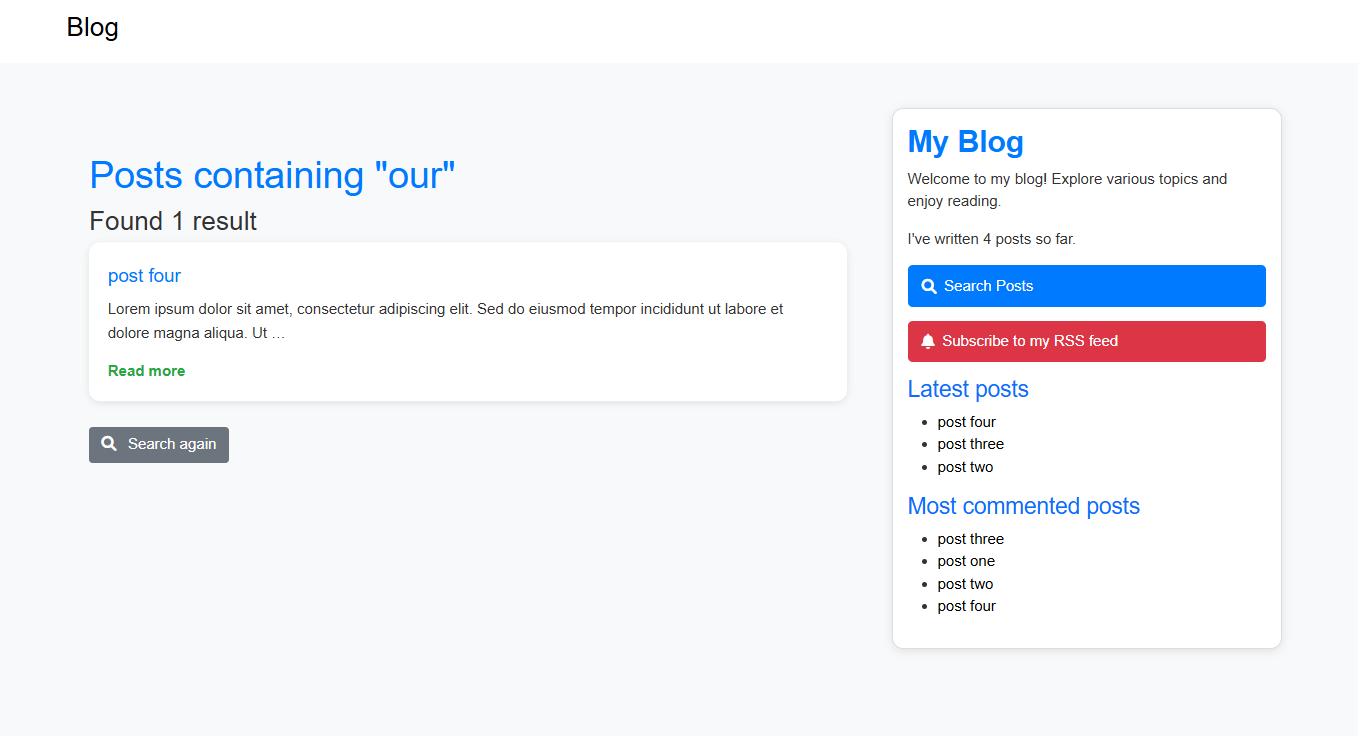 Blog
Posts containing "our"
Found 1 result
post four
Lorem ipsum dolor sit amet, consectetur adipiscing elit. Sed do eiusmod tempor incididunt ut labore et
dolore magna aliqua. Ut …
Read more
Search again
My Blog
Welcome to my blog! Explore various topics and
enjoy reading.
I've written 4 posts so far.
Search Posts
Subscribe to my RSS feed
Latest posts
post four
post three
post two
Most commented posts
post three
post one
post two
post four